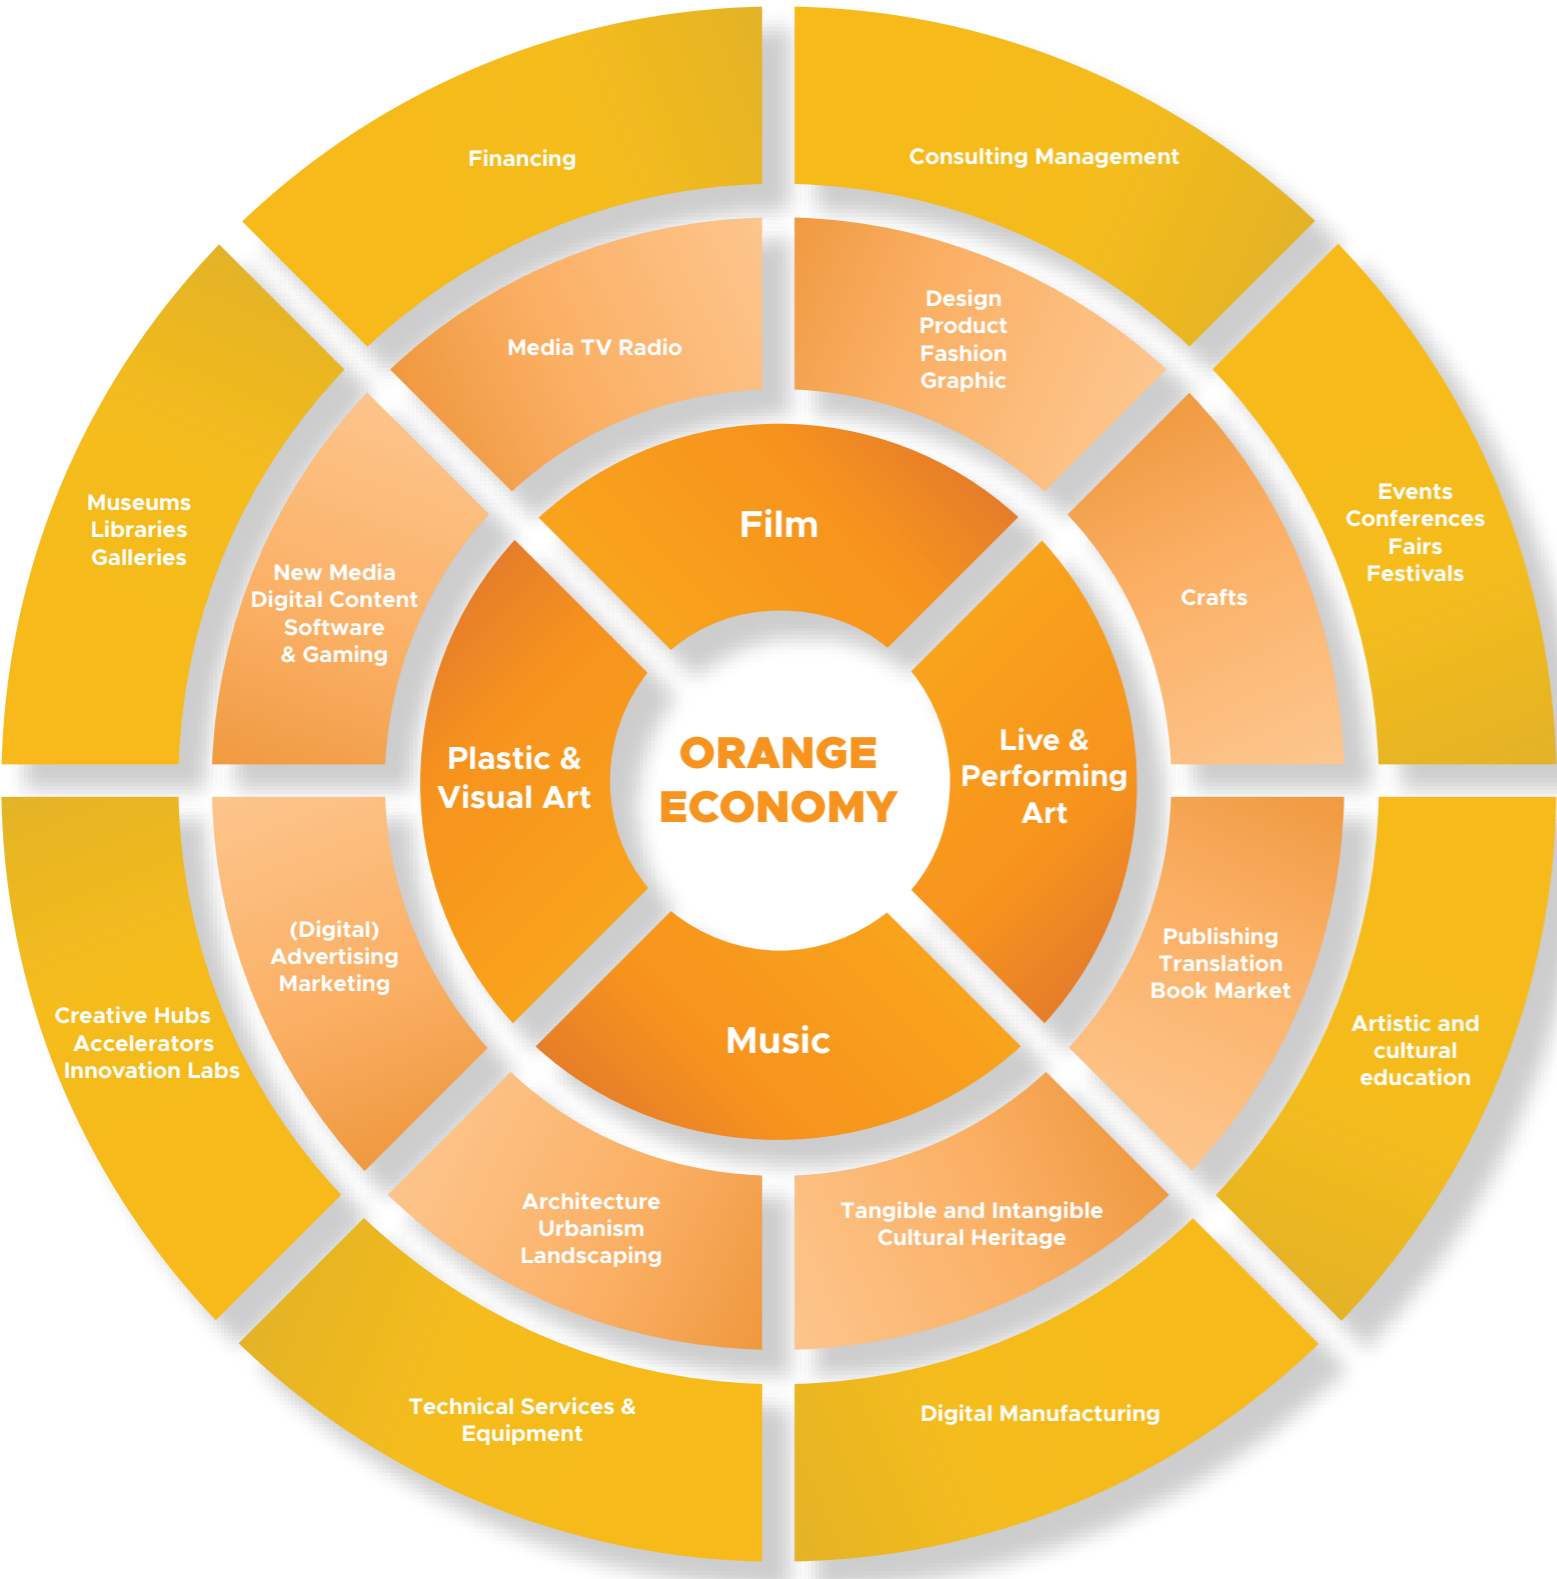 Financing
Consulting Management
Media TV Radio
Design
Product
Fashion
Graphic
Museums
Libraries
Galleries
New Media
Digital Content
Software
& Gaming
Film
Crafts
Events
Conferences
Fairs
Festivals
Plastic &
Visual Art
ORANGE
ECONOMY
Live &
Performing
Art
(Digital)
Advertising
Marketing
Publishing
Translation
Book Market
Creative Hubs
Accelerators
Innovation Labs
Music
Artistic and
cultural
education
Architecture
Urbanism
Landscaping
Tangible and Intangible
Cultural Heritage
Technical Services &
Equipment
Digital Manufacturing